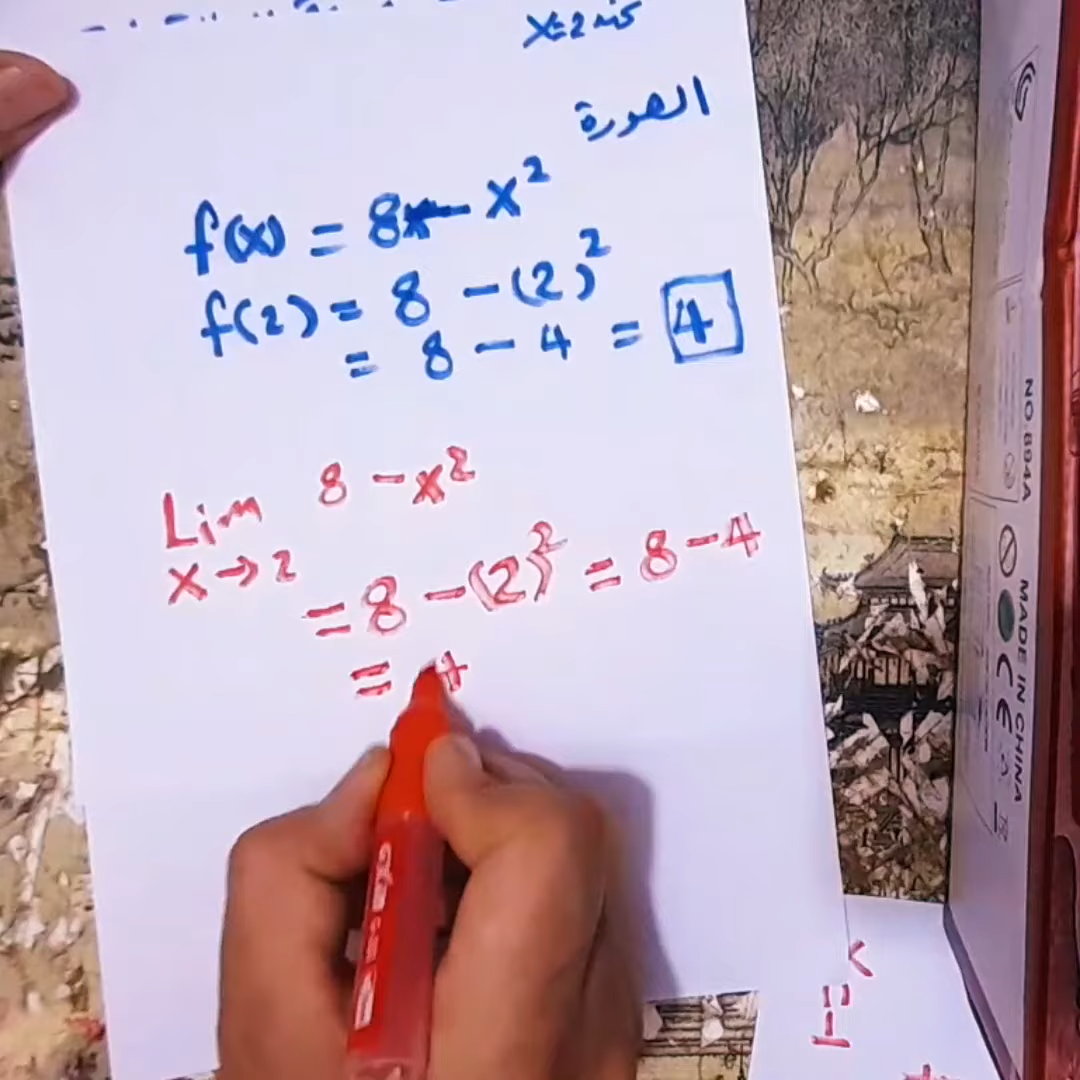 x=2
الصورة
f(x) = 8 - x²
f(2) = 8 - (2)²
= 8 - 4 = 4
Lim 8 - x²
x→2
= 8 - (2)² = 8 - 4
= 4
NO.894A
MADE IN CHINA
CE